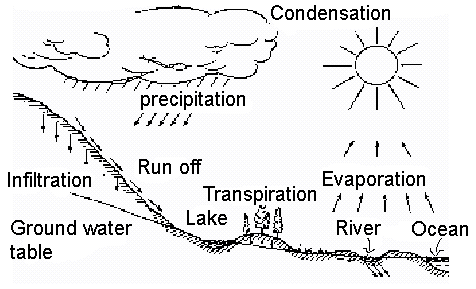 Condensation
precipitation
Run off
Infiltration
Transpiration
Evaporation
Ground water
table
Lake
River
Ocean